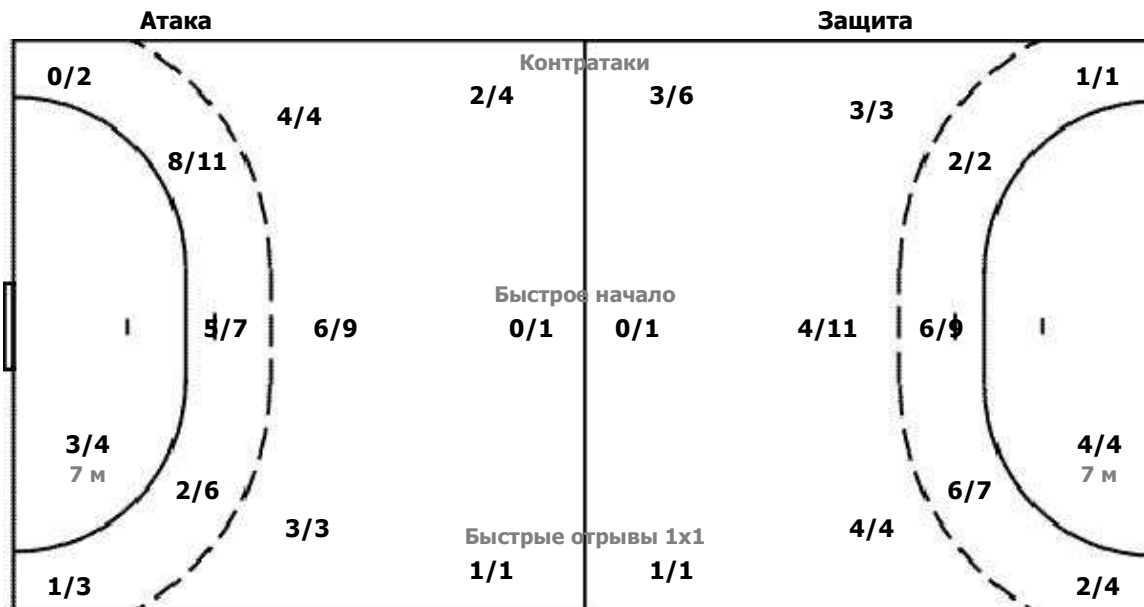 Атака Защита
Контратаки
0/2 1/1
2/4 3/6
4/4 3/3
8/11 2/2
Быстрое начало
5/7 6/9 0/1 0/1 4/11 6/9
3/4 4/4
7 м 7 м
2/6 6/7
3/3 4/4
Быстрые отрывы 1x1
1/1 1/1
1/3 2/4